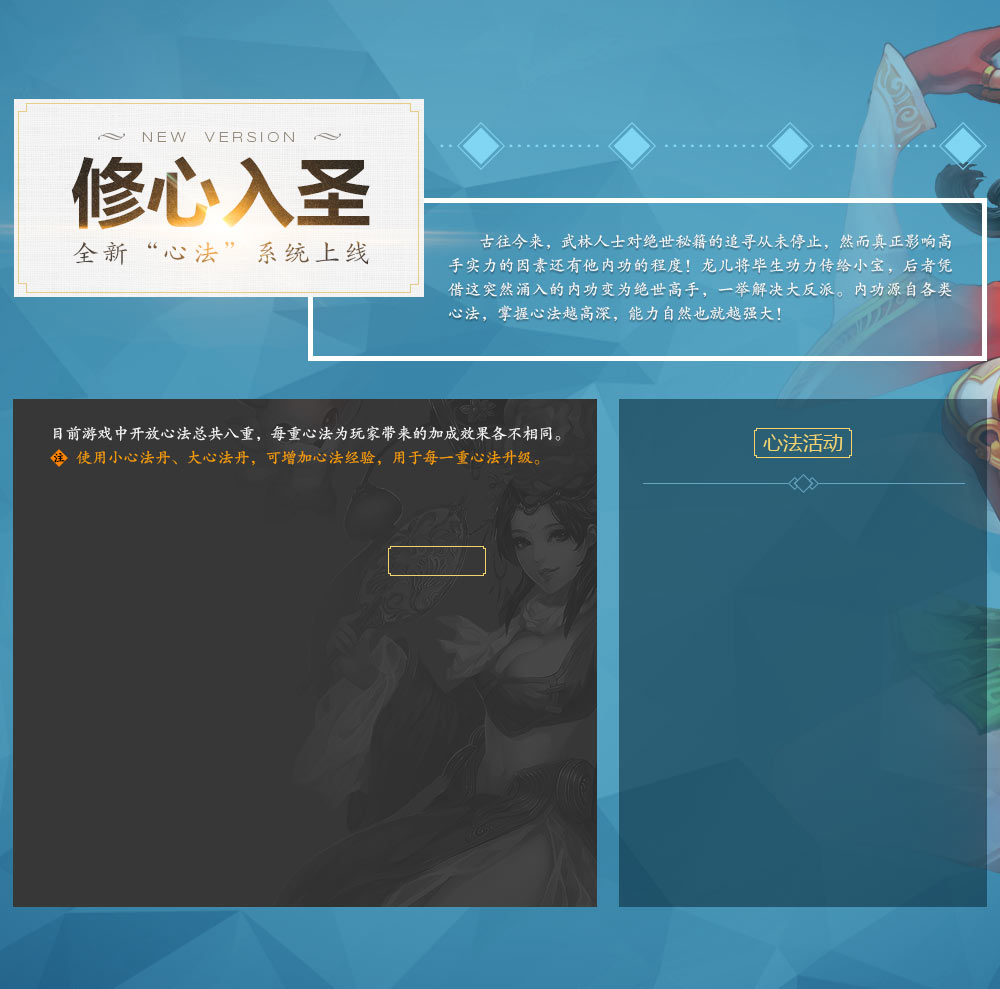 NEW VERSION
修心入圣
全新“心法”系统上线
古往今来，武林人士对绝世秘籍的追寻从未停止，然而真正影响高
手实力的因素还有他内功的程度！龙儿将毕生功力传给小宝，后者凭
借这突然涌入的内功变为绝世高手，一举解决大反派。内功源自各类
心法，掌握心法越高深，能力自然也就越强大！
目前游戏中开放心法总共八重，每重心法为玩家带来的加成效果各不相同。
注 使用小心法丹、大心法丹，可增加心法经验，用于每一重心法升级。
心法活动